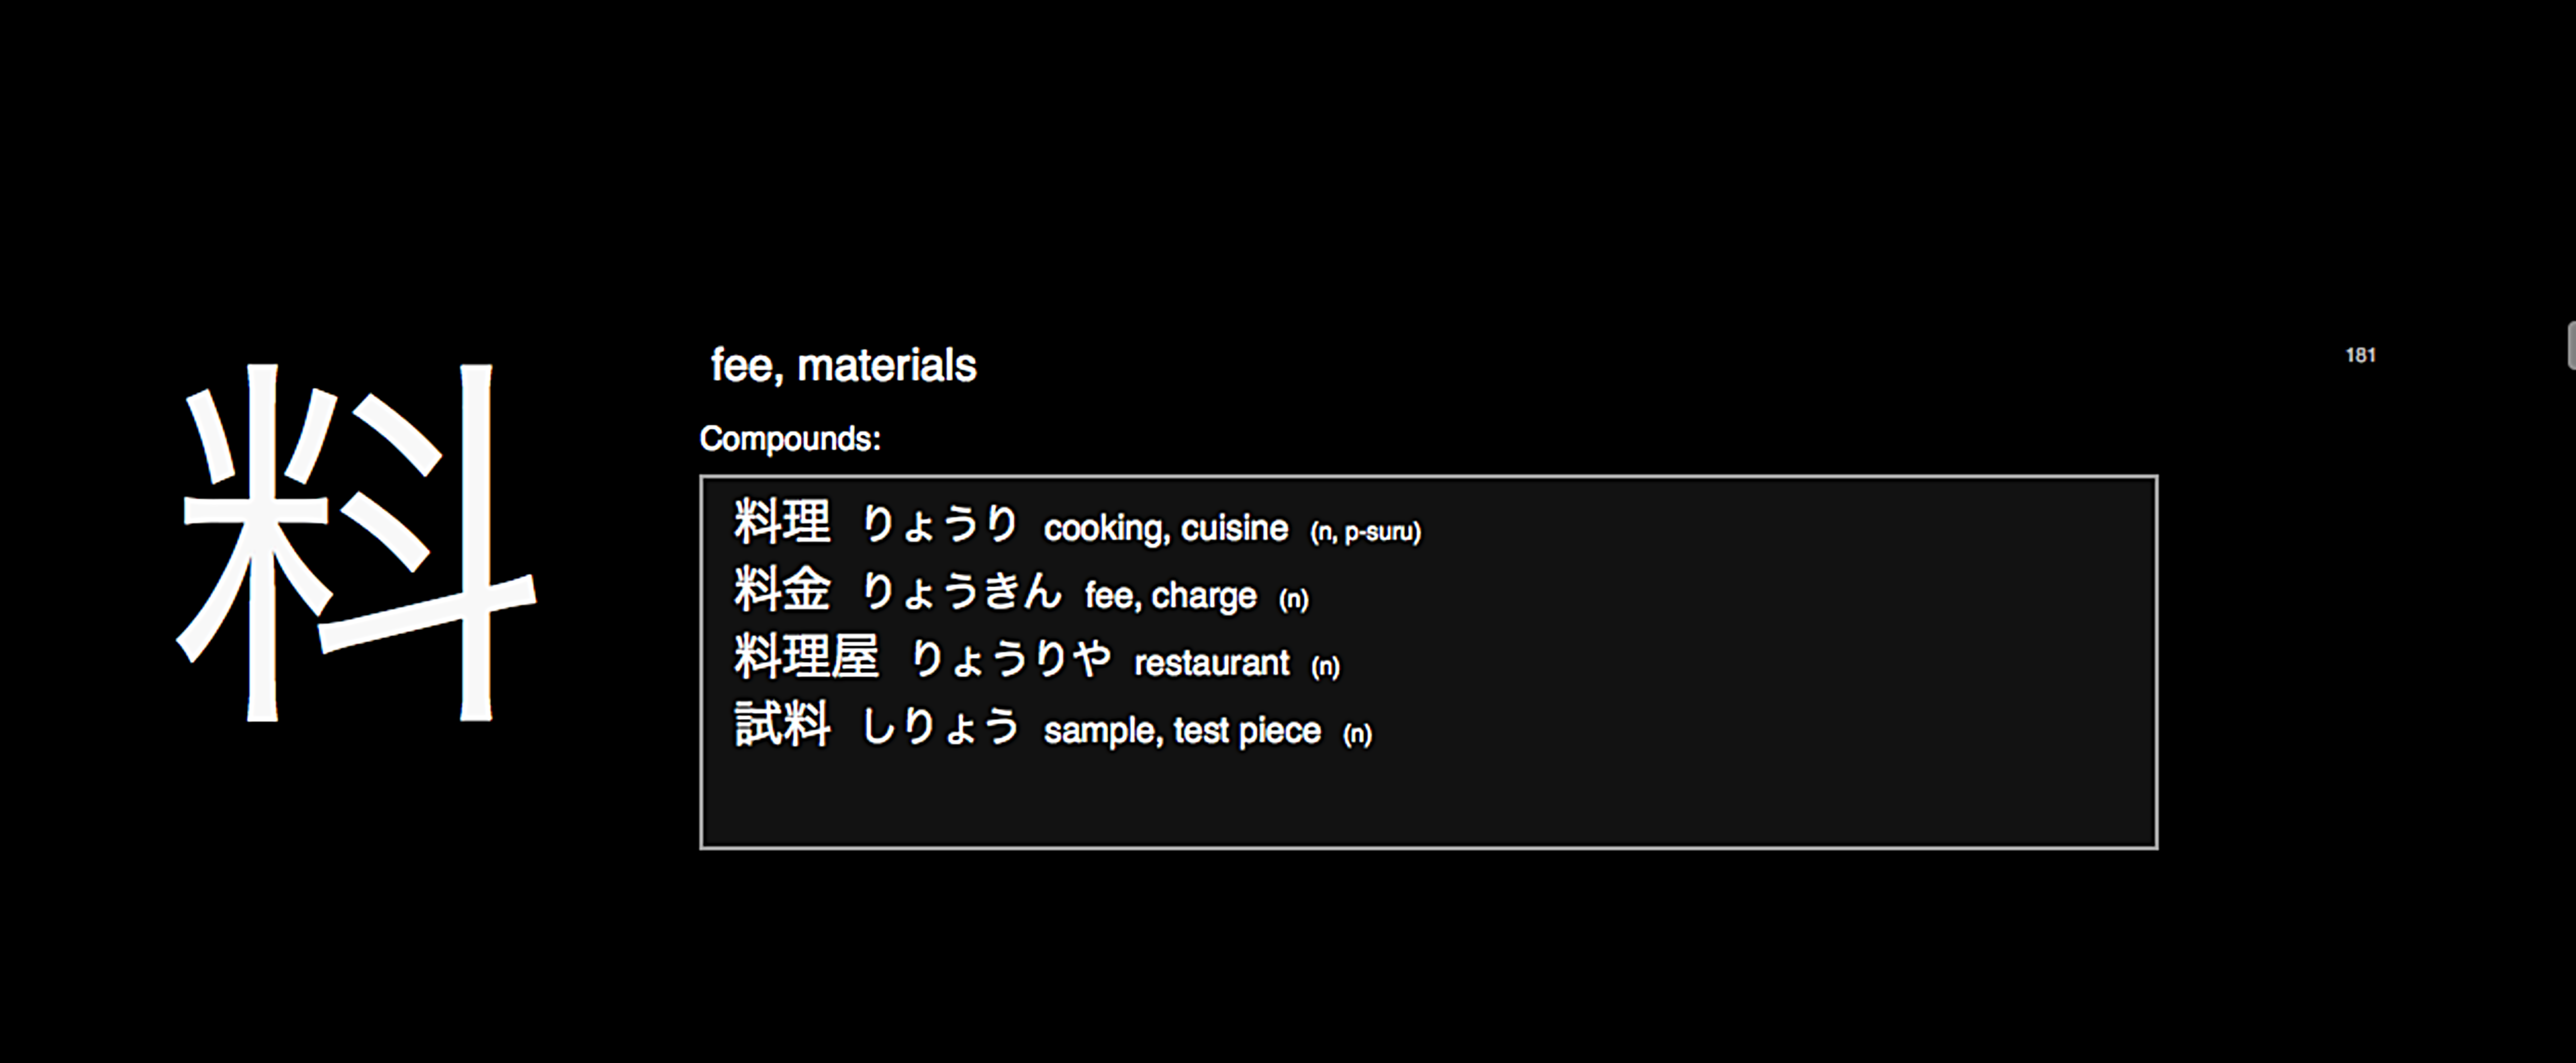 料
fee, materials
181
Compounds:
料理 りょうり cooking, cuisine (n, p-suru)
料金 りょうきん fee, charge (n)
料理屋 りょうりや restaurant (n)
試料 しりょう sample, test piece (n)